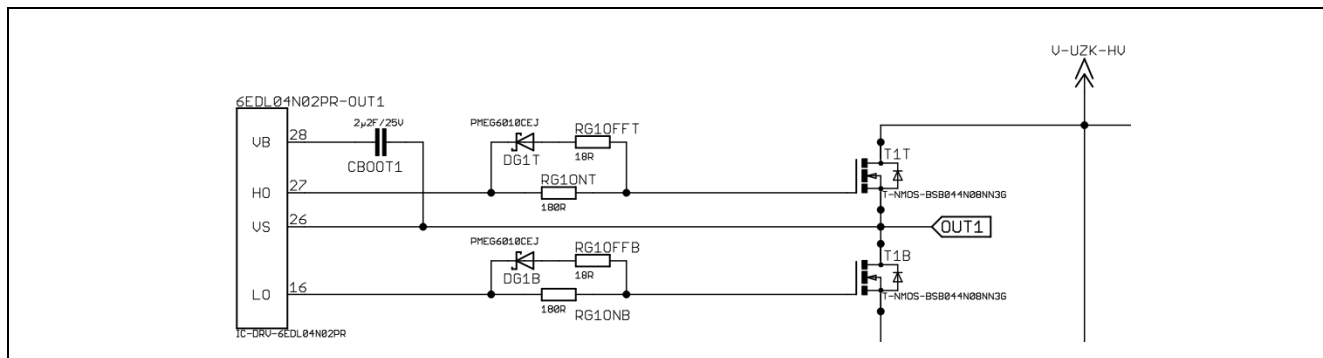 V-UZK-HV
6EDL04N02PR-OUT1
2µ2F/25V
PMEG6010CEJ
RG1OFFT
VB
28
CBOOT1
DG1T
18R
T1T
HO
27
RG1ONT
180R
T-NMOS-BSB044N08NN3G
VS
26
OUT1
PMEG6010CEJ
RG1OFFB
DG1B
18R
T1B
LO
16
180R
RG1ONB
T-NMOS-BSB044N08NN3G
IC-DRV-6EDL04N02PR